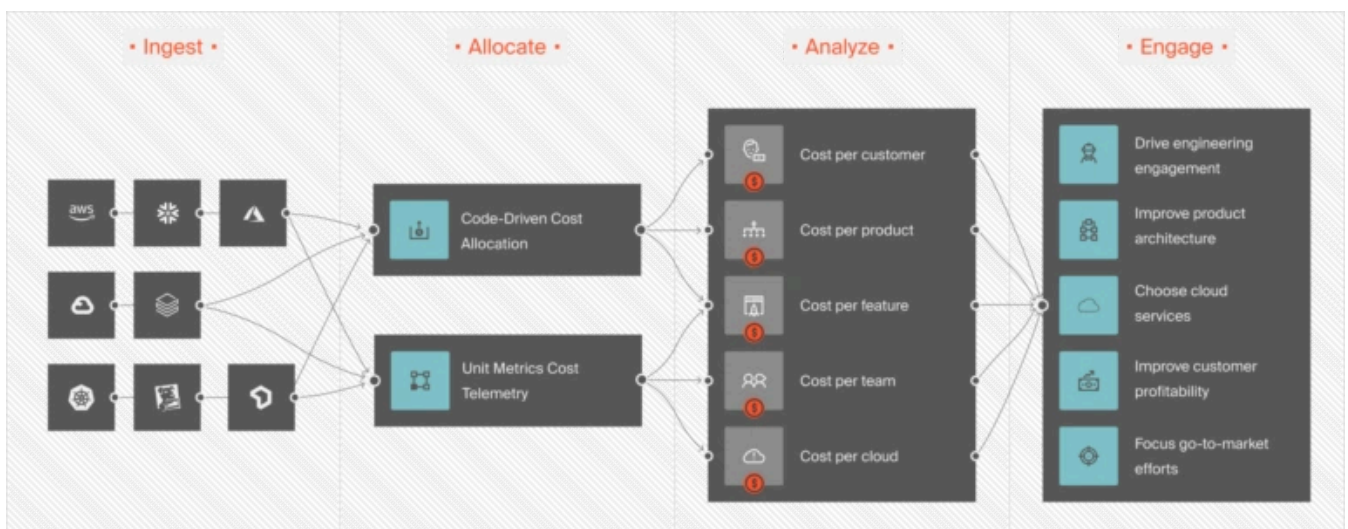 • Ingest •
• Allocate •
• Analyze •
• Engage •
aws
Code-Driven Cost
Allocation
Unit Metrics Cost
Telemetry
Cost per customer
Cost per product
Cost per feature
Cost per team
Cost per cloud
Drive engineering
engagement
Improve product
architecture
Choose cloud
services
Improve customer
profitability
Focus go-to-market
efforts